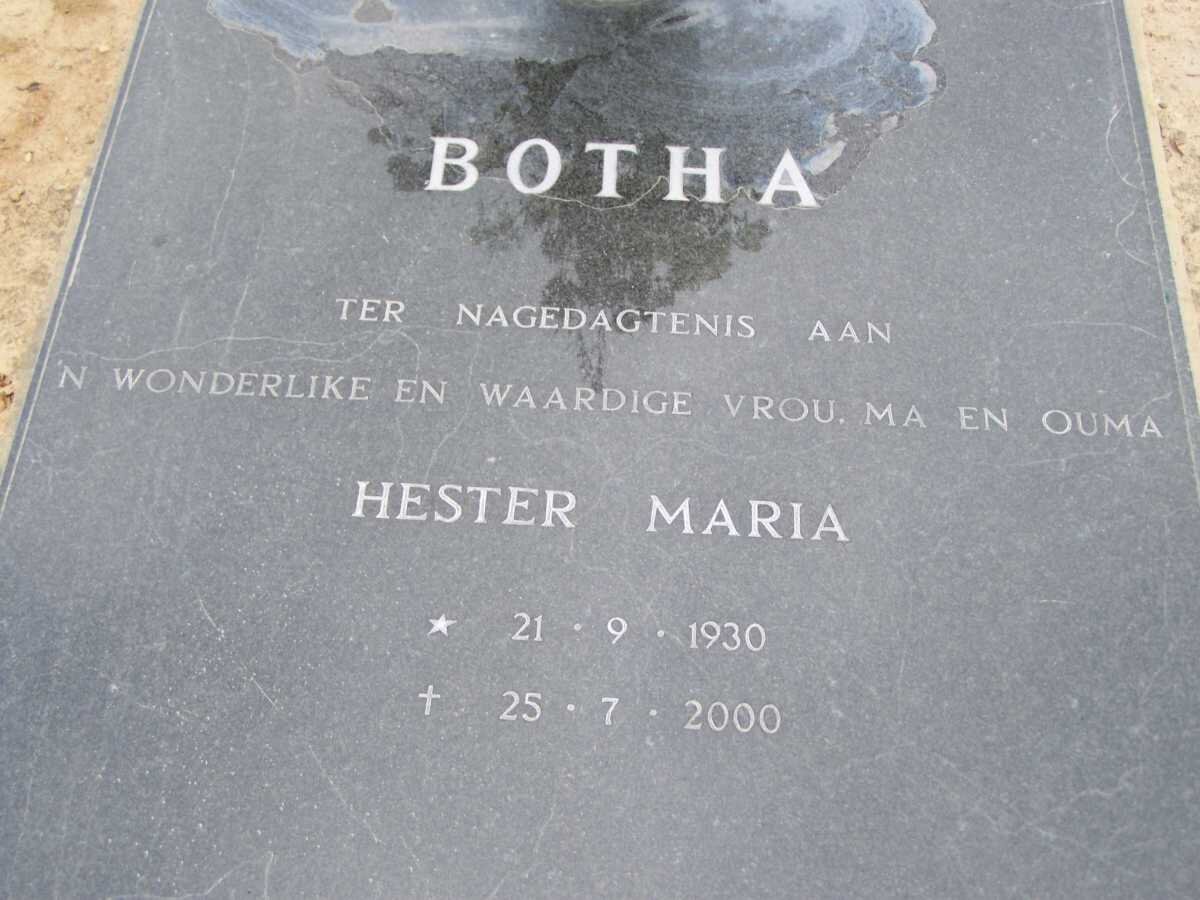 BOTHA
TER NAGEDAGTENIS AAN
'N WONDERLIKE EN WAARDIGE VROU, MA EN OUMA
HESTER MARIA
★ 21 · 9 · 1930
✝ 25 · 7 · 2000